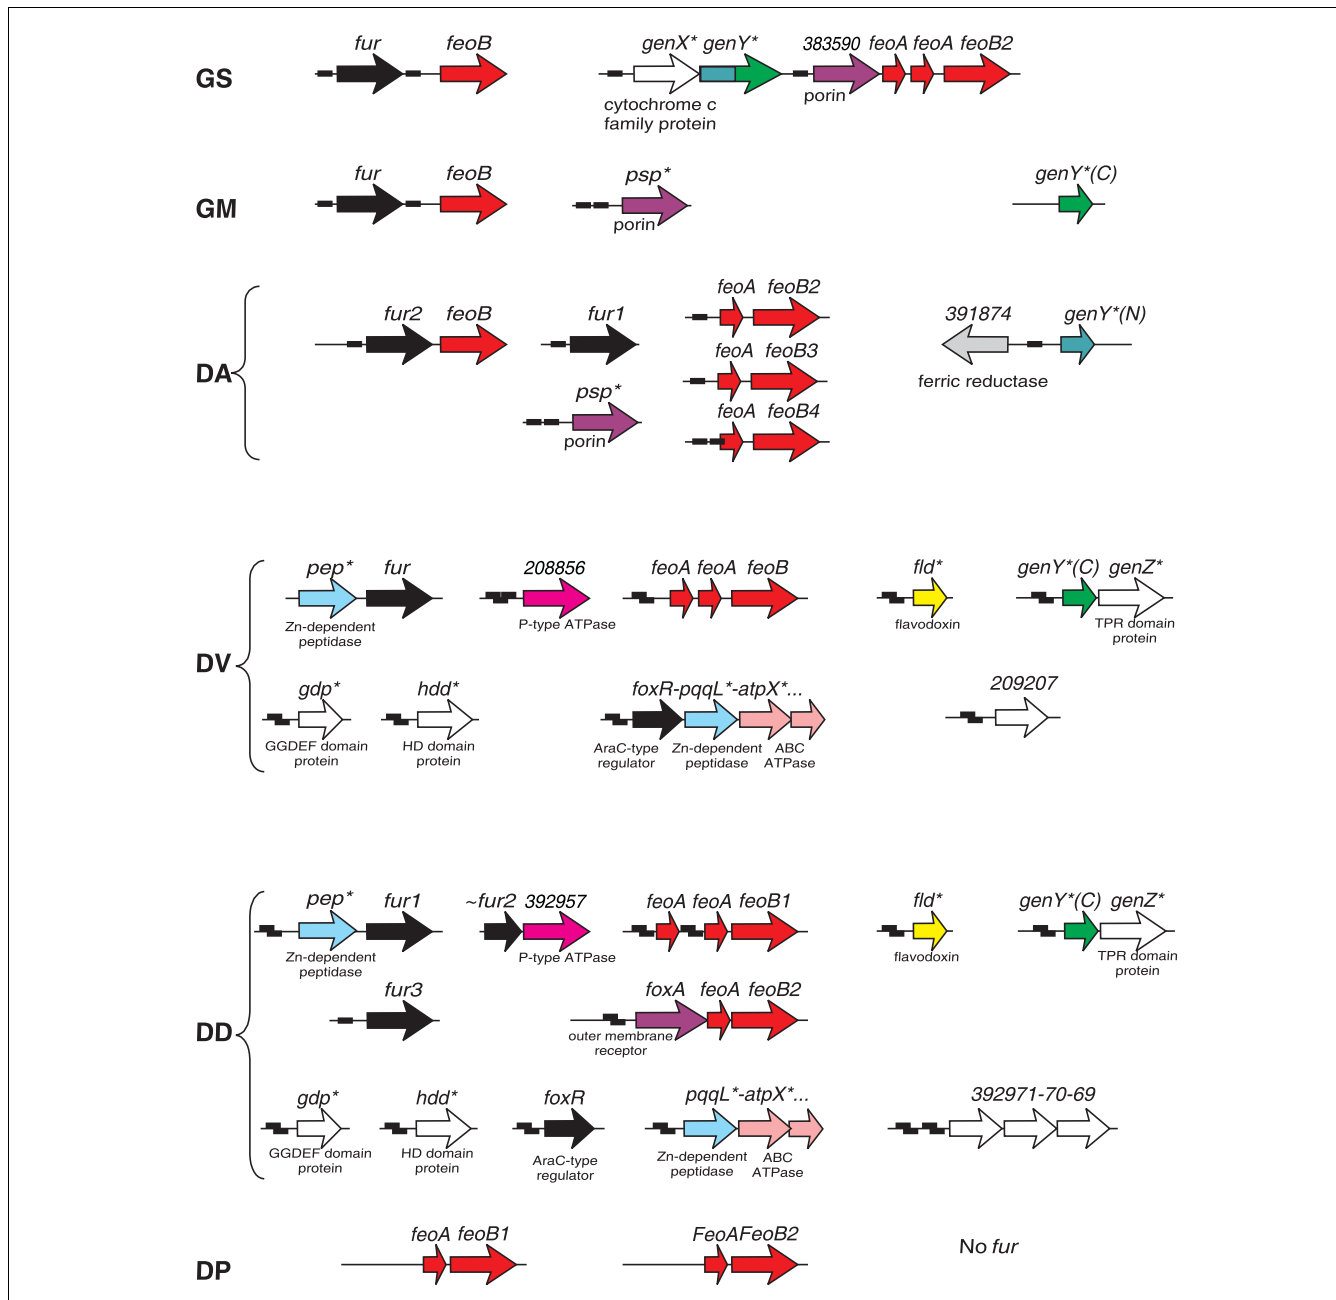 GS
fur feoB genX* genY* 383590 feoA feoA feoB2
cytochrome c
family protein
porin
GM
fur feoB psp* genY*(C)
porin
DA
feoA feoB2
fur2 feoB fur1 391874 genY*(N)
feoA feoB3
ferric reductase
psp* feoA feoB4
porin
DV
pep* fur 208856 feoA feoA feoB fld* genY*(C) genZ*
Zn-dependent
peptidase
P-type ATPase
flavodoxin
TPR domain
protein
gdp* hdd* foxR-pqqL*-atpX*... 209207
GGDEF domain
protein
HD domain
protein
AraC-type
regulator
Zn-dependent
peptidase
ABC
ATPase
DD
pep* fur1 ~fur2 392957 feoA feoA feoB1 fld* genY*(C) genZ*
Zn-dependent
peptidase
P-type ATPase
flavodoxin
TPR domain
protein
fur3 foxA feoA feoB2
outer membrane
receptor
gdp* hdd* foxR pqqL*-atpX*... 392971-70-69
GGDEF domain
protein
HD domain
protein
AraC-type
regulator
Zn-dependent
peptidase
ABC
ATPase
DP
feoA feoB1 FeoAFeoB2 No fur